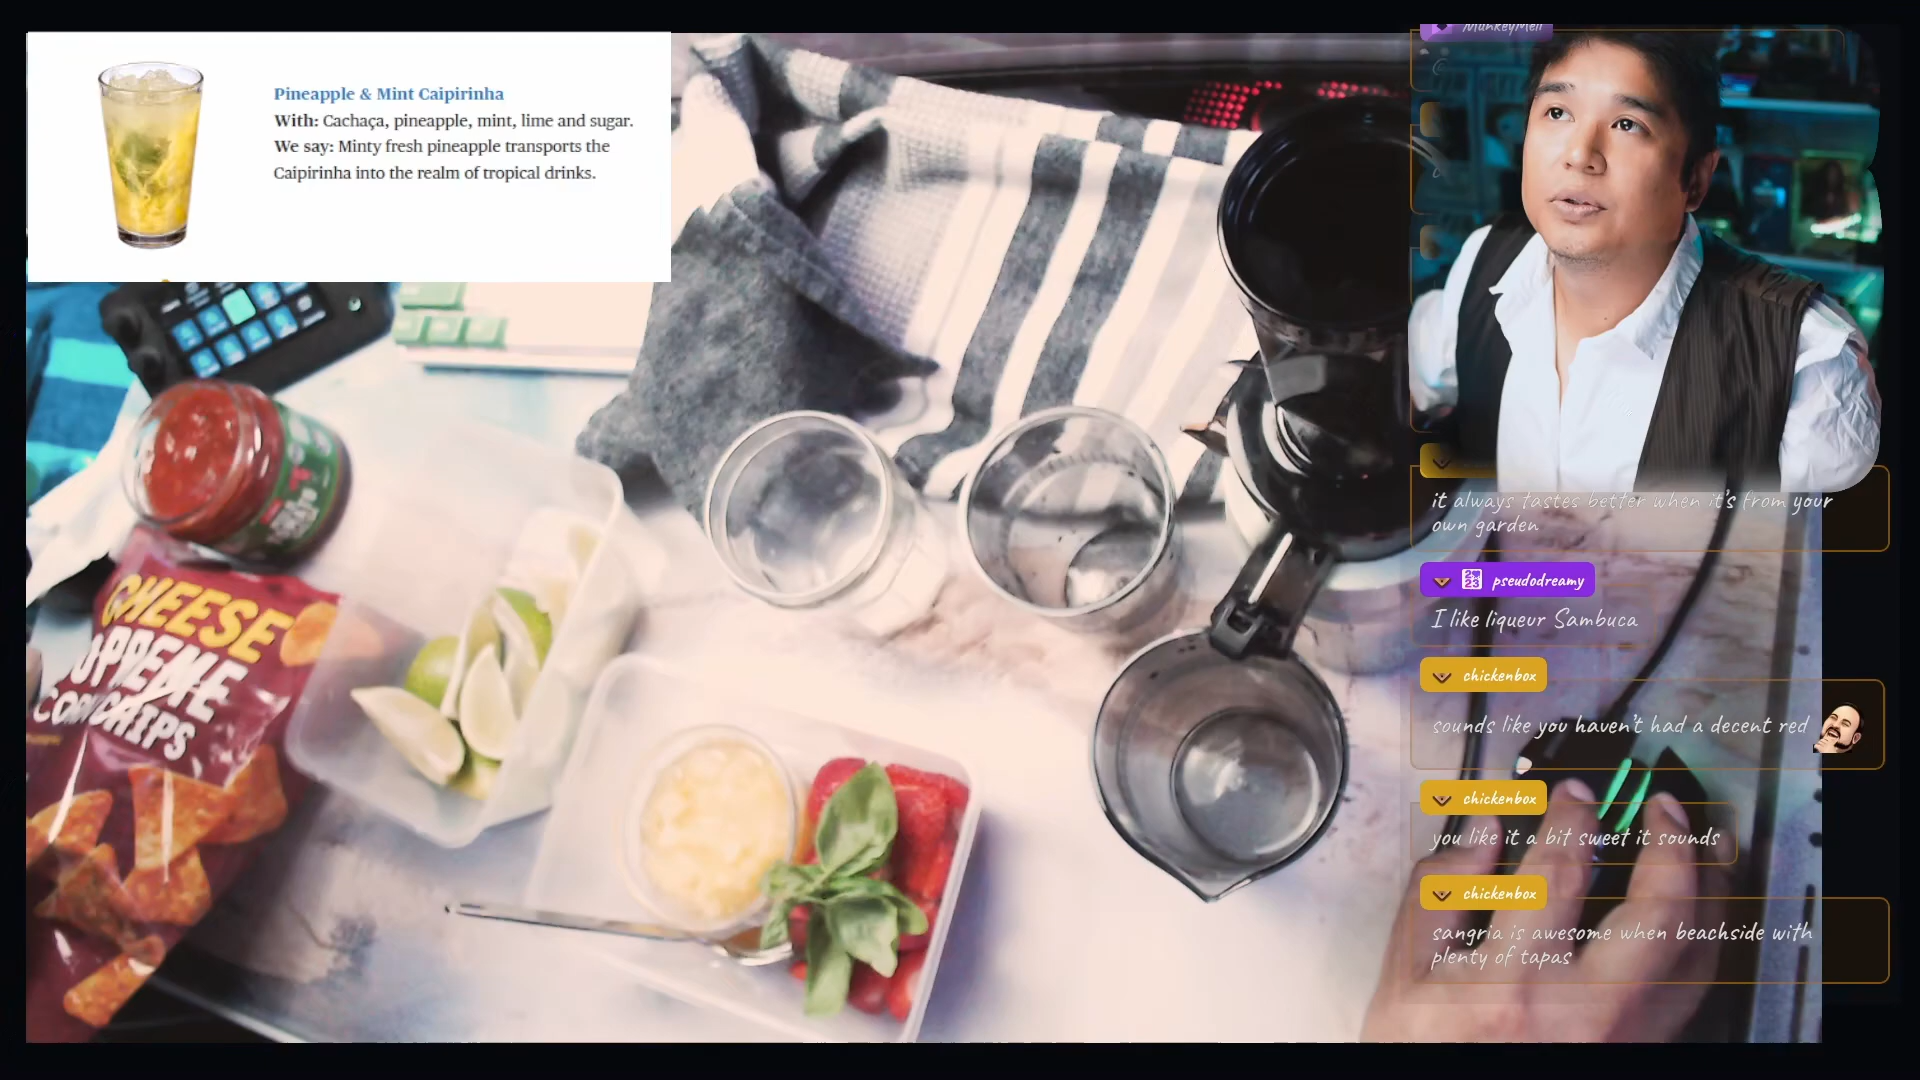 Pineapple & Mint Caipirinha
With: Cachaça, pineapple, mint, lime and sugar.
We say: Minty fresh pineapple transports the
Caipirinha into the realm of tropical drinks.
CHEESE
SUPREME
CORN CHIPS
it always tastes better when it's from your
own garden
pseudodreamy
I like liqueur Sambuca
chickenbox
sounds like you haven't had a decent red
chickenbox
you like it a bit sweet it sounds
chickenbox
sangria is awesome when beachside with
plenty of tapas